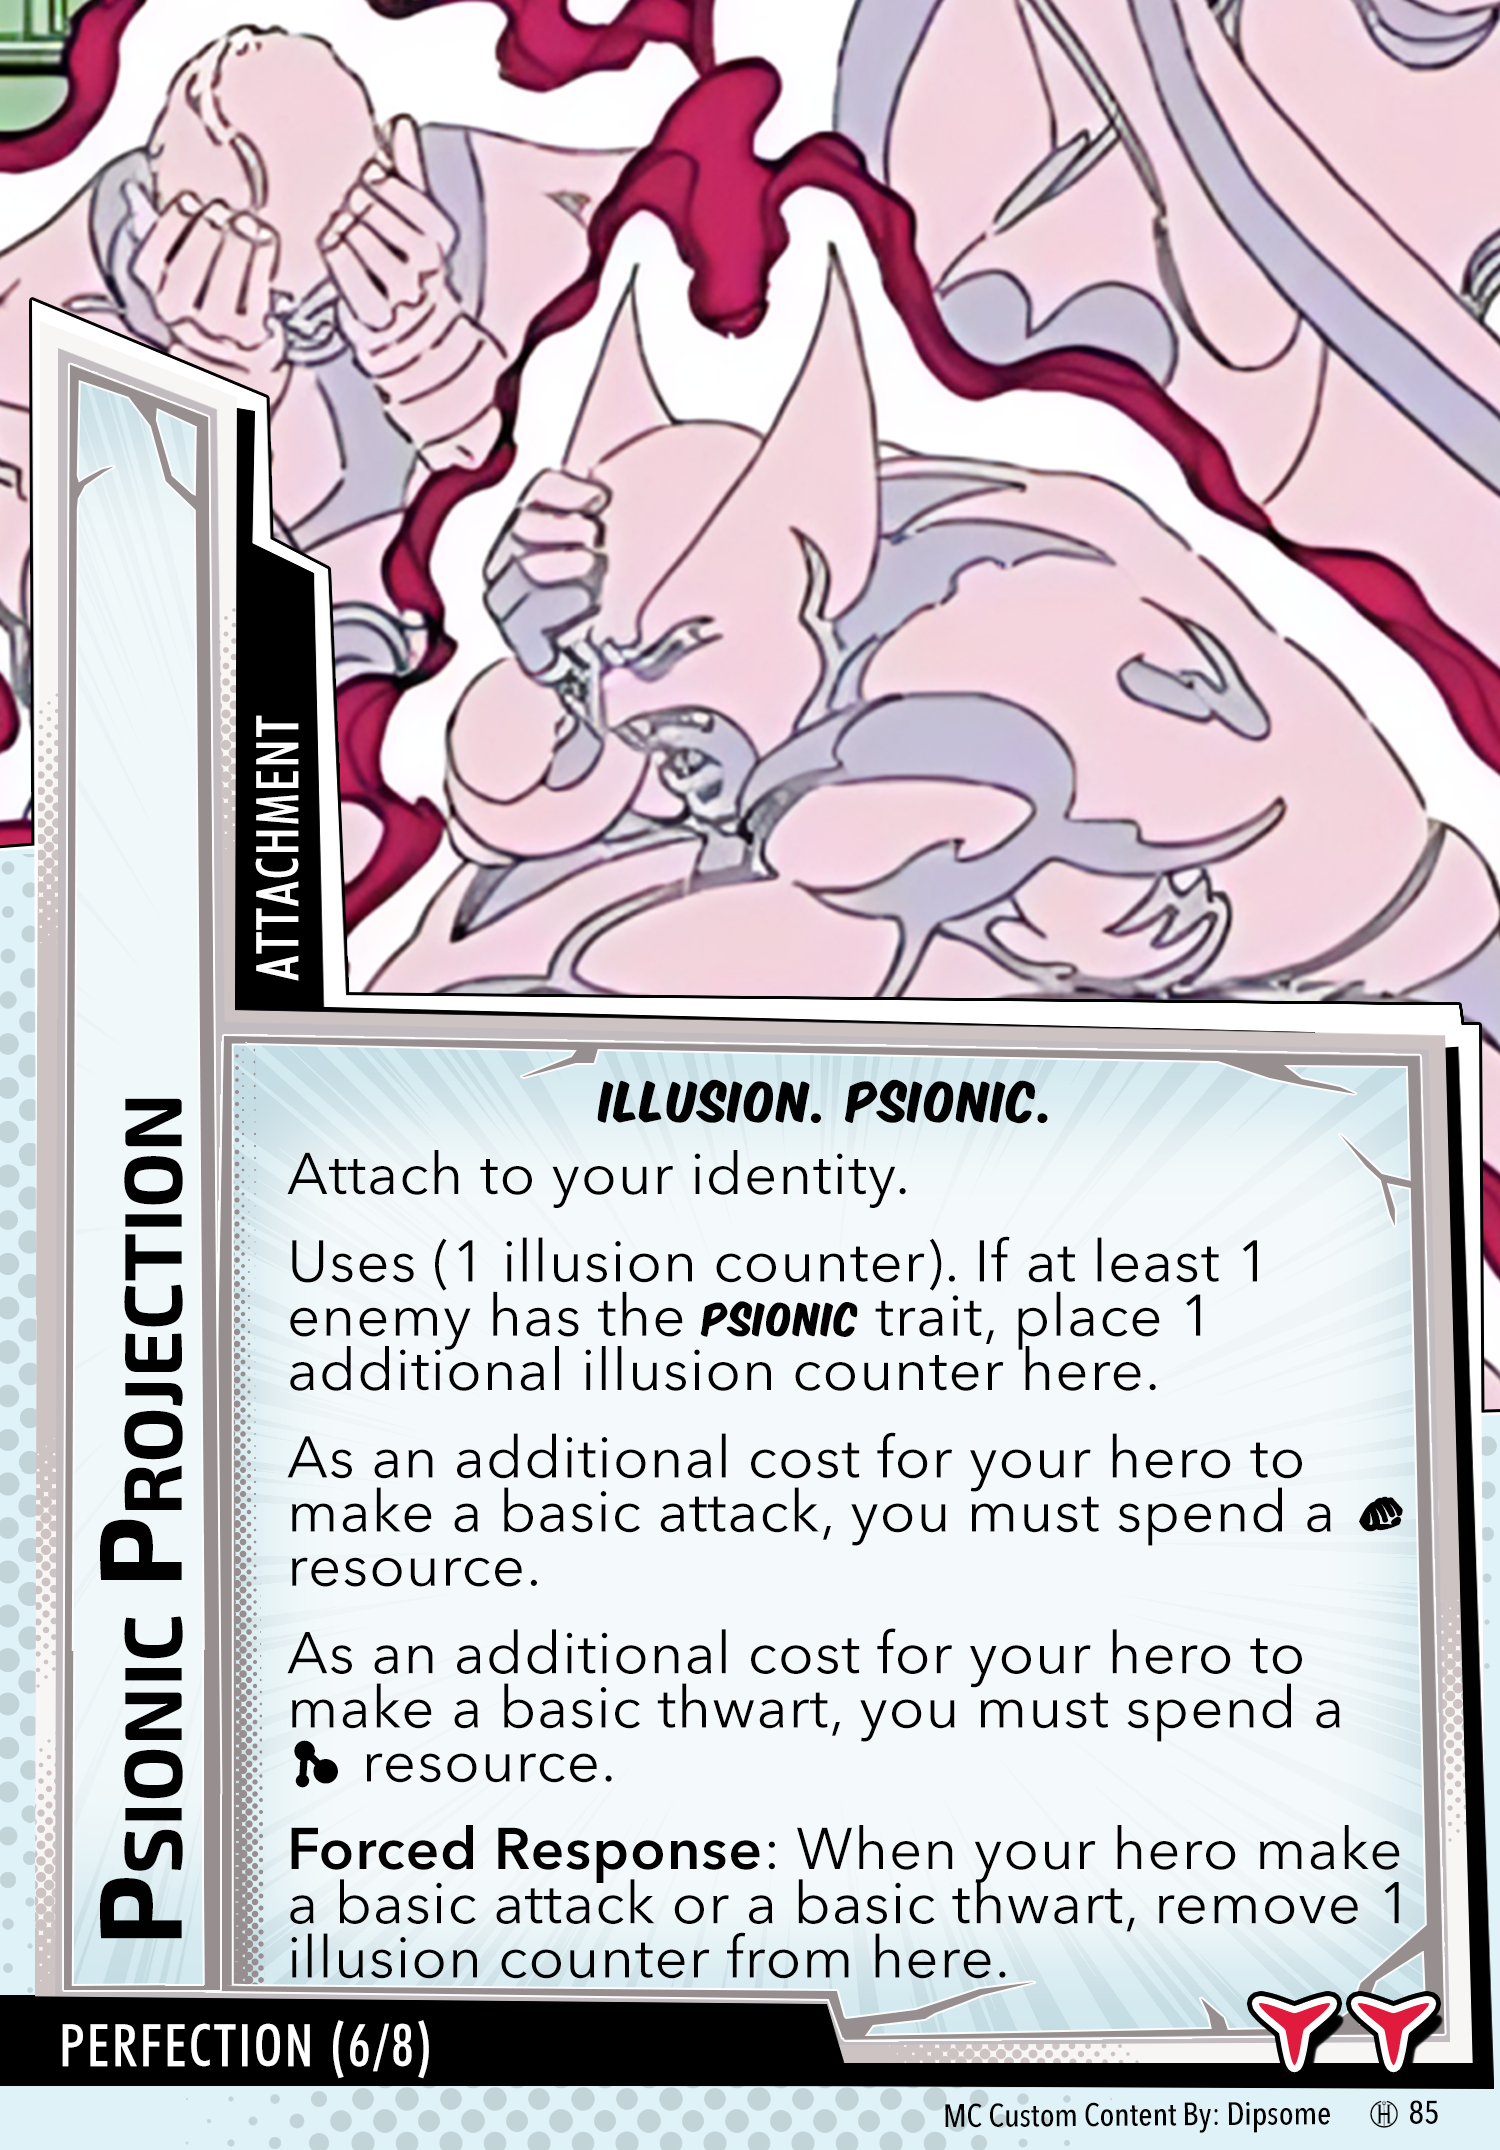 ATTACHMENT
PSIONIC PROJECTION
ILLUSION. PSIONIC.
Attach to your identity.
Uses (1 illusion counter). If at least 1
enemy has the PSIONIC trait, place 1
additional illusion counter here.
As an additional cost for your hero to
make a basic attack, you must spend a
resource.
As an additional cost for your hero to
make a basic thwart, you must spend a
resource.
Forced Response: When your hero make
a basic attack or a basic thwart, remove 1
illusion counter from here.
PERFECTION (6/8)
MC Custom Content By: Dipsome H 85